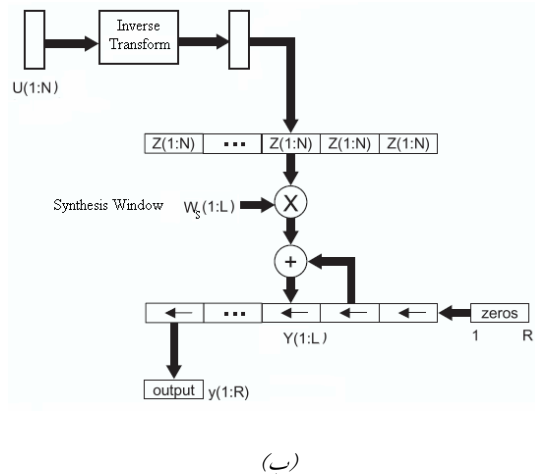 Inverse
Transform
U(1:N)
Z(1:N) ... Z(1:N) Z(1:N) Z(1:N)
Synthesis Window Ws(1:L)
X
+
... zeros
Y(1:L) 1 R
output y(1:R)
(ب)